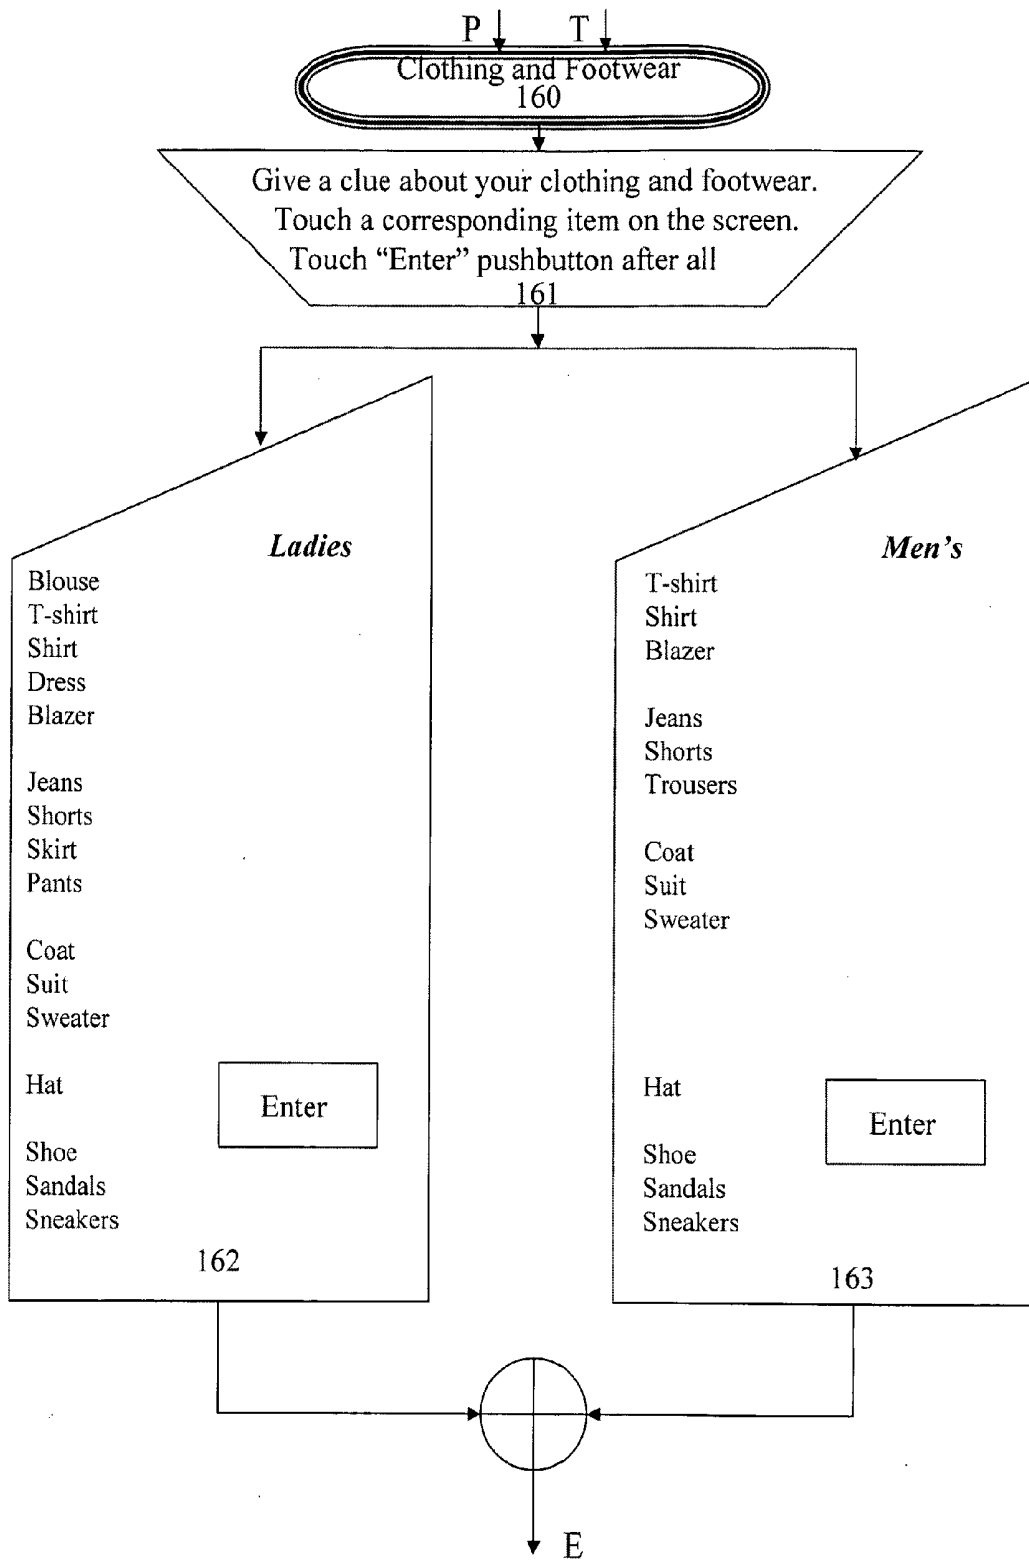 P T
Clothing and Footwear
160
Give a clue about your clothing and footwear.
Touch a corresponding item on the screen.
Touch “Enter” pushbutton after all
161
Ladies
Blouse
T-shirt
Shirt
Dress
Blazer
Jeans
Shorts
Skirt
Pants
Coat
Suit
Sweater
Hat
Enter
Shoe
Sandals
Sneakers
162
Men’s
T-shirt
Shirt
Blazer
Jeans
Shorts
Trousers
Coat
Suit
Sweater
Hat
Enter
Shoe
Sandals
Sneakers
163
E